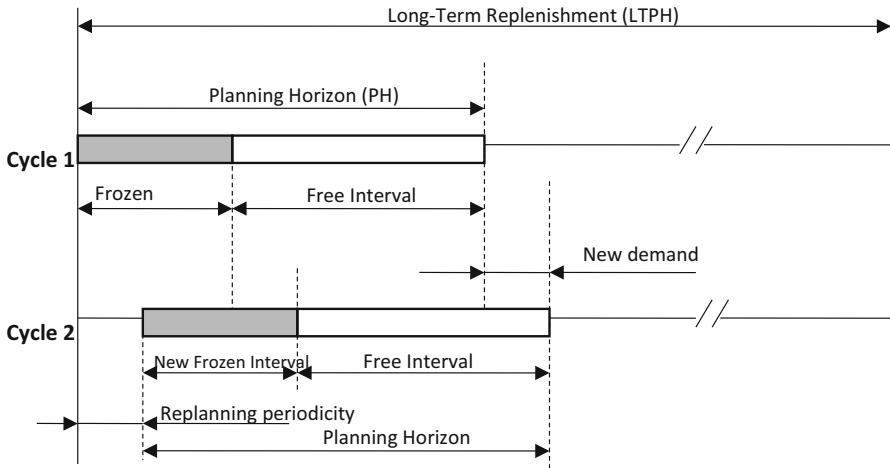 Long-Term Replenishment (LTPH)
Planning Horizon (PH)
Cycle 1
Frozen
Free Interval
New demand
Cycle 2
New Frozen Interval
Free Interval
Replanning periodicity
Planning Horizon